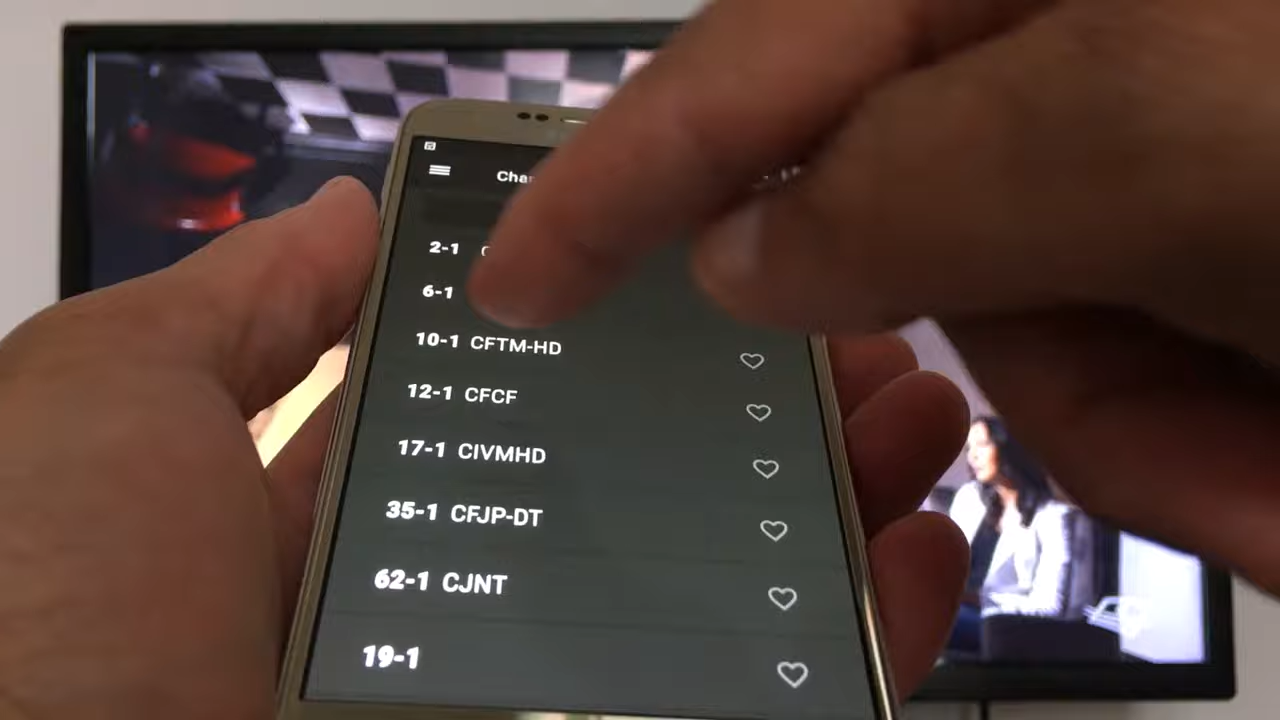 2-1
6-1
10-1 CFTM-HD
12-1 CFCF
17-1 CIVMHD
35-1 CFJP-DT
62-1 CJNT
19-1